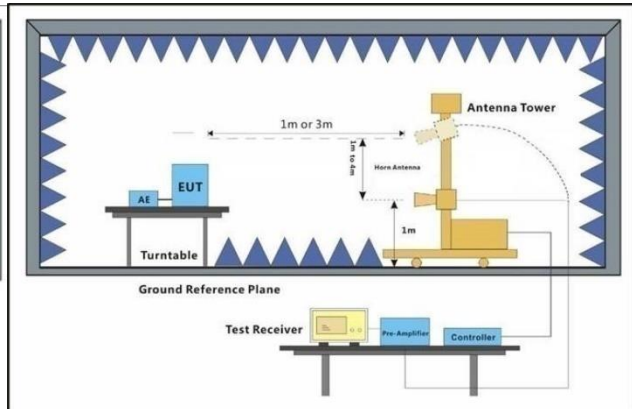 1m or 3m
Antenna Tower
1m to 4m
Horn Antenna
EUT
AE
1m
Turntable
Ground Reference Plane
Test Receiver
Pre-Amplifier
Controller